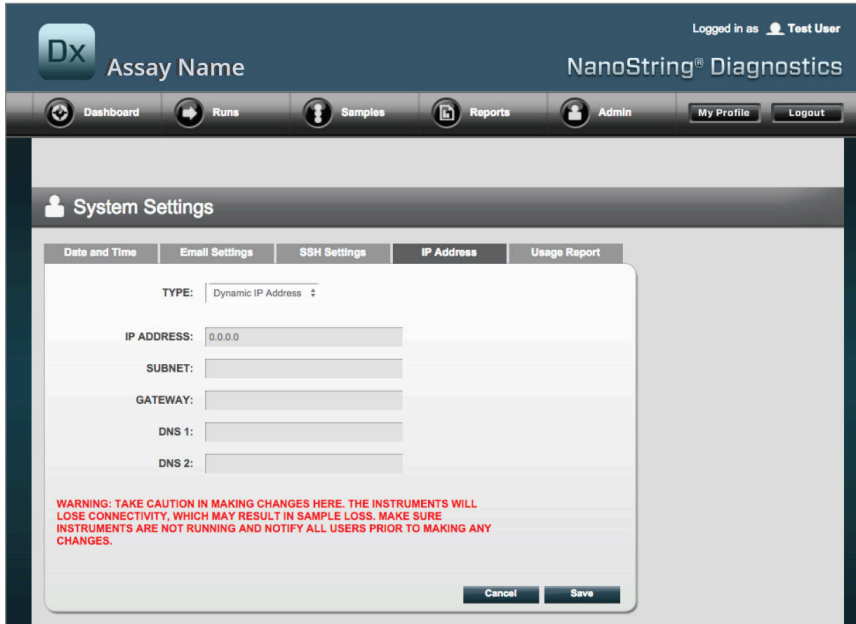 Logged in as Test User
Dx
Assay Name
NanoString® Diagnostics
Dashboard Runs Samples Reports Admin My Profile Logout
System Settings
Date and Time Email Settings SSH Settings IP Address Usage Report
TYPE: Dynamic IP Address
IP ADDRESS: 0.0.0.0
SUBNET:
GATEWAY:
DNS 1:
DNS 2:
WARNING: TAKE CAUTION IN MAKING CHANGES HERE. THE INSTRUMENTS WILL
LOSE CONNECTIVITY, WHICH MAY RESULT IN SAMPLE LOSS. MAKE SURE
INSTRUMENTS ARE NOT RUNNING AND NOTIFY ALL USERS PRIOR TO MAKING ANY
CHANGES.
Cancel Save